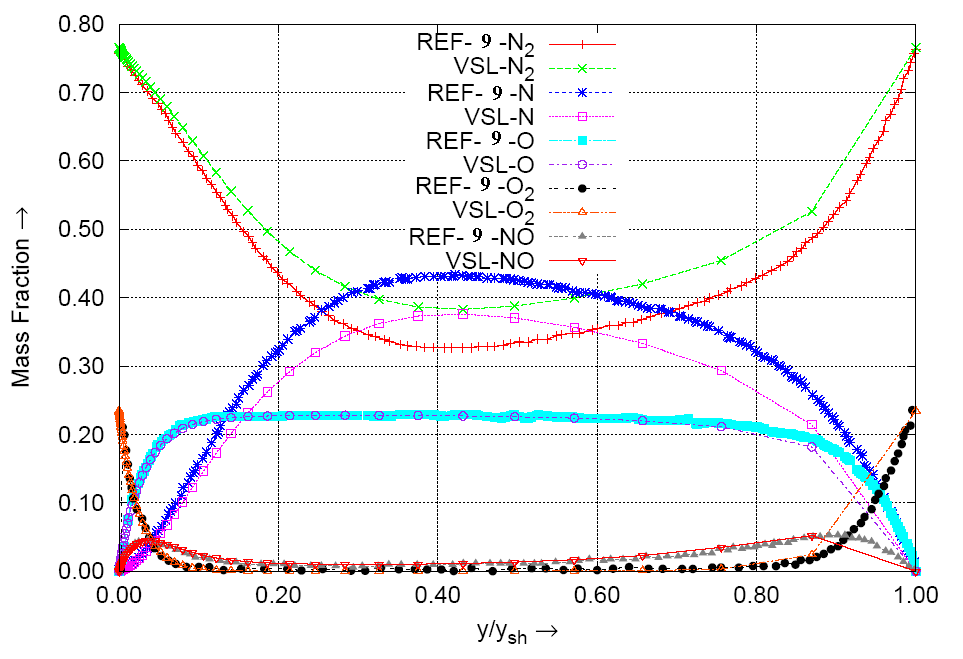 0.80
0.70
0.60
0.50
0.40
0.30
0.20
0.10
0.00
Mass Fraction →
REF- 9 -N₂
VSL-N₂
REF- 9 -N
VSL-N
REF- 9 -O
VSL-O
REF- 9 -O₂
VSL-O₂
REF- 9 -NO
VSL-NO
0.00 0.20 0.40 0.60 0.80 1.00
y/yₛₕ →